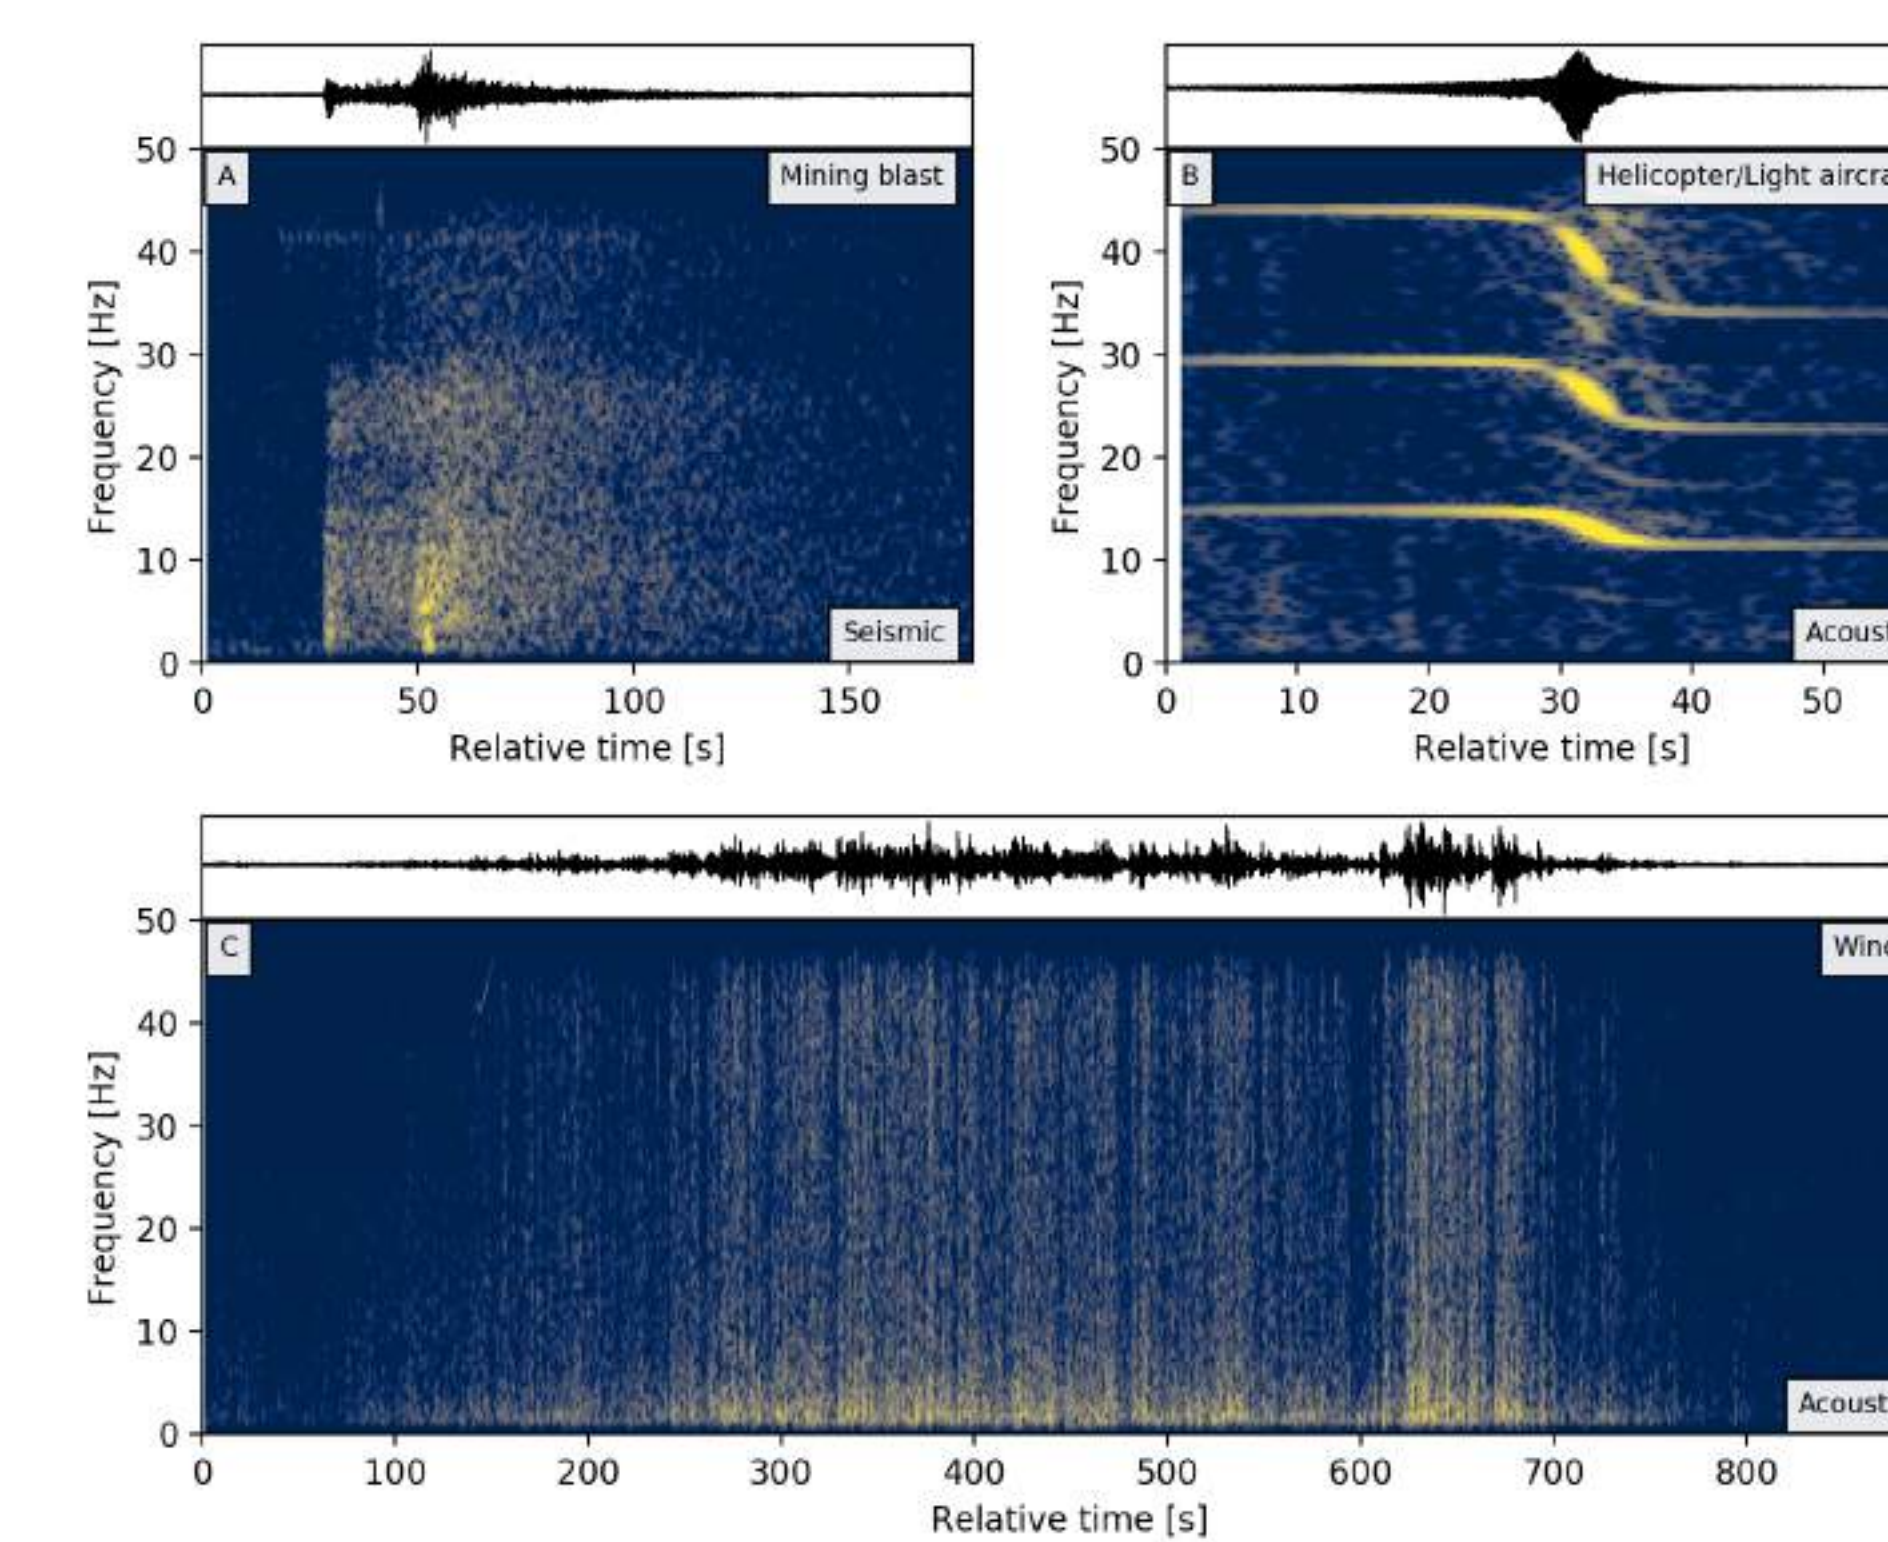 50
A
Mining blast
40
30
20
10
0
Frequency [Hz]
Seismic
0 50 100 150
Relative time [s]
50
B
Helicopter/Light aircra
40
30
20
10
0
Frequency [Hz]
Acoust
0 10 20 30 40 50
Relative time [s]
50
C
Win
40
30
20
10
0
Frequency [Hz]
Acoust
0 100 200 300 400 500 600 700 800
Relative time [s]